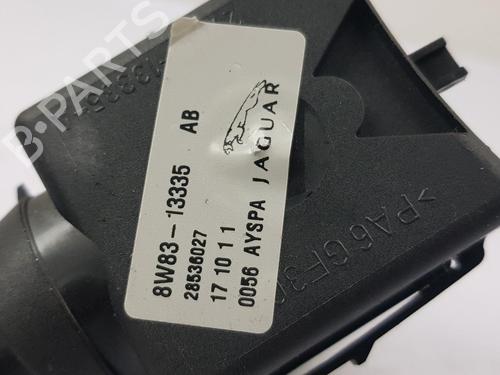 8W83-13335 AB
28536027
17 10 1 1
0056 AYSPA JAGUAR
>PA6GF30
B-PARTS